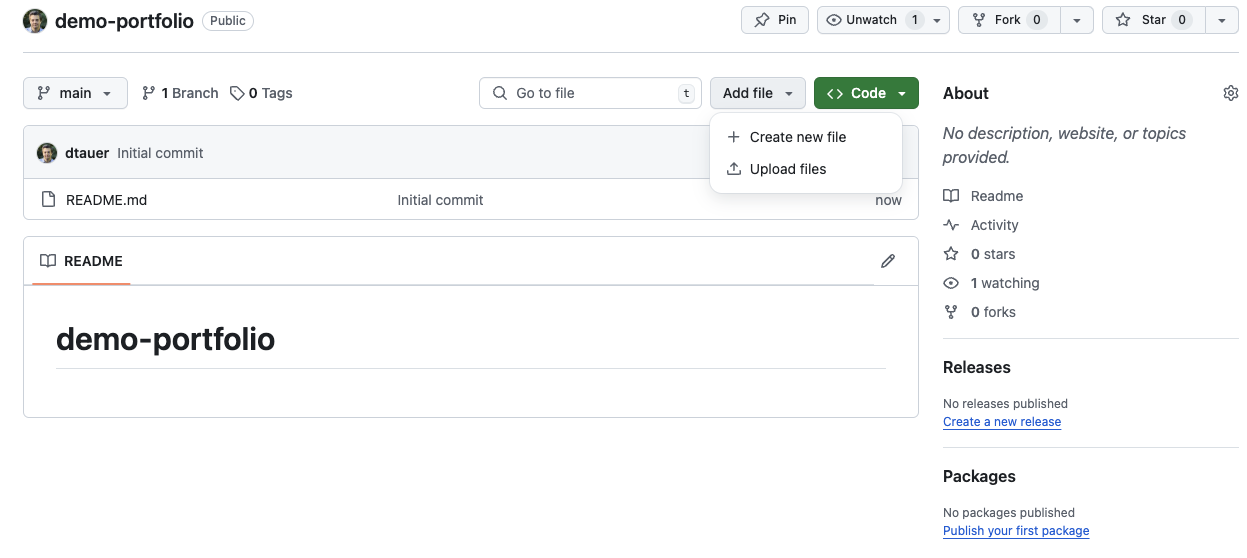 demo-portfolio Public Pin Unwatch 1 Fork 0 Star 0
main 1 Branch 0 Tags Go to file t Add file Code
Create new file
Upload files
dtauer Initial commit
README.md Initial commit now
README
demo-portfolio
About
No description, website, or topics
provided.
Readme
Activity
0 stars
1 watching
0 forks
Releases
No releases published
Create a new release
Packages
No packages published
Publish your first package